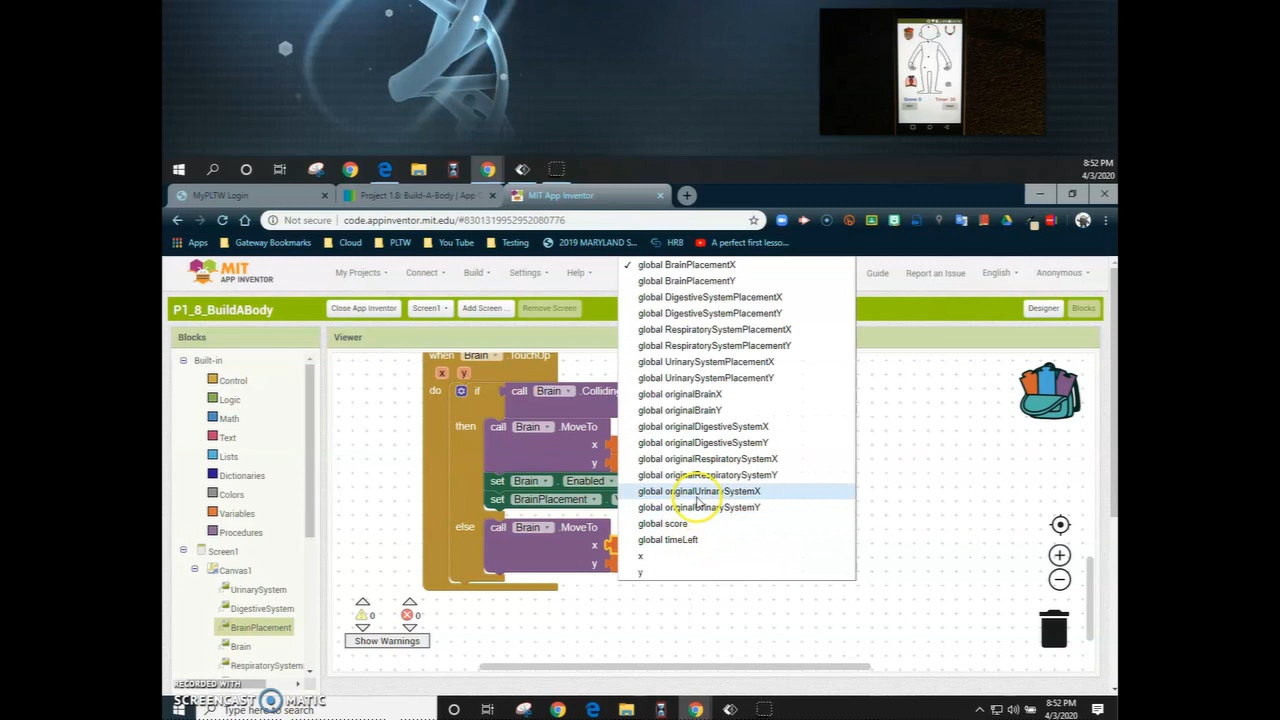 8:52 PM
4/3/2020
MyPLTW Login
Project 1.8: Build-A-Body | App
MIT App Inventor
Not secure
code.appinventor.mit.edu/#8301319952952080776
Apps
Gateway Bookmarks
Cloud
PLTW
You Tube
Testing
2019 MARYLAND S...
HRB
A perfect first lesso...
MIT
APP INVENTOR
My Projects
Connect
Build
Settings
Help
Guide
Report an Issue
English
Anonymous
P1_8_BuildABody
Close App Inventor
Screen1
Add Screen ...
Remove Screen
Designer
Blocks
Blocks
Viewer
Built-in
Control
Logic
Math
Text
Lists
Dictionaries
Colors
Variables
Procedures
Screen1
Canvas1
UrinarySystem
DigestiveSystem
BrainPlacement
Brain
RespiratorySystem
when Brain .TouchUp
x y
do if call Brain .Colliding
then call Brain .MoveTo
x
y
set Brain . Enabled
set BrainPlacement .
else call Brain .MoveTo
x
y
global BrainPlacementX
global BrainPlacementY
global DigestiveSystemPlacementX
global DigestiveSystemPlacementY
global RespiratorySystemPlacementX
global RespiratorySystemPlacementY
global UrinarySystemPlacementX
global UrinarySystemPlacementY
global originalBrainX
global originalBrainY
global originalDigestiveSystemX
global originalDigestiveSystemY
global originalRespiratorySystemX
global originalRespiratorySystemY
global originalUrinarySystemX
global originalUrinarySystemY
global score
global timeLeft
x
y
0
0
Show Warnings
RECORDED WITH
SCREENCAST MATIC
Type here to search
8:52 PM
4/3/2020